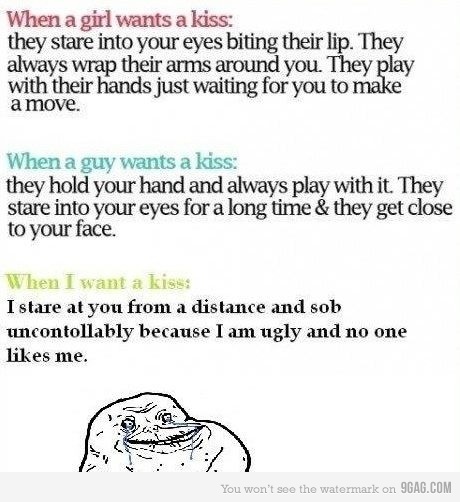 When a girl wants a kiss:
they stare into your eyes biting their lip. They
always wrap their arms around you. They play
with their hands just waiting for you to make
a move.
When a guy wants a kiss:
they hold your hand and always play with it. They
stare into your eyes for a long time & they get close
to your face.
When I want a kiss:
I stare at you from a distance and sob
uncontollably because I am ugly and no one
likes me.
You won't see the watermark on 9GAG.COM